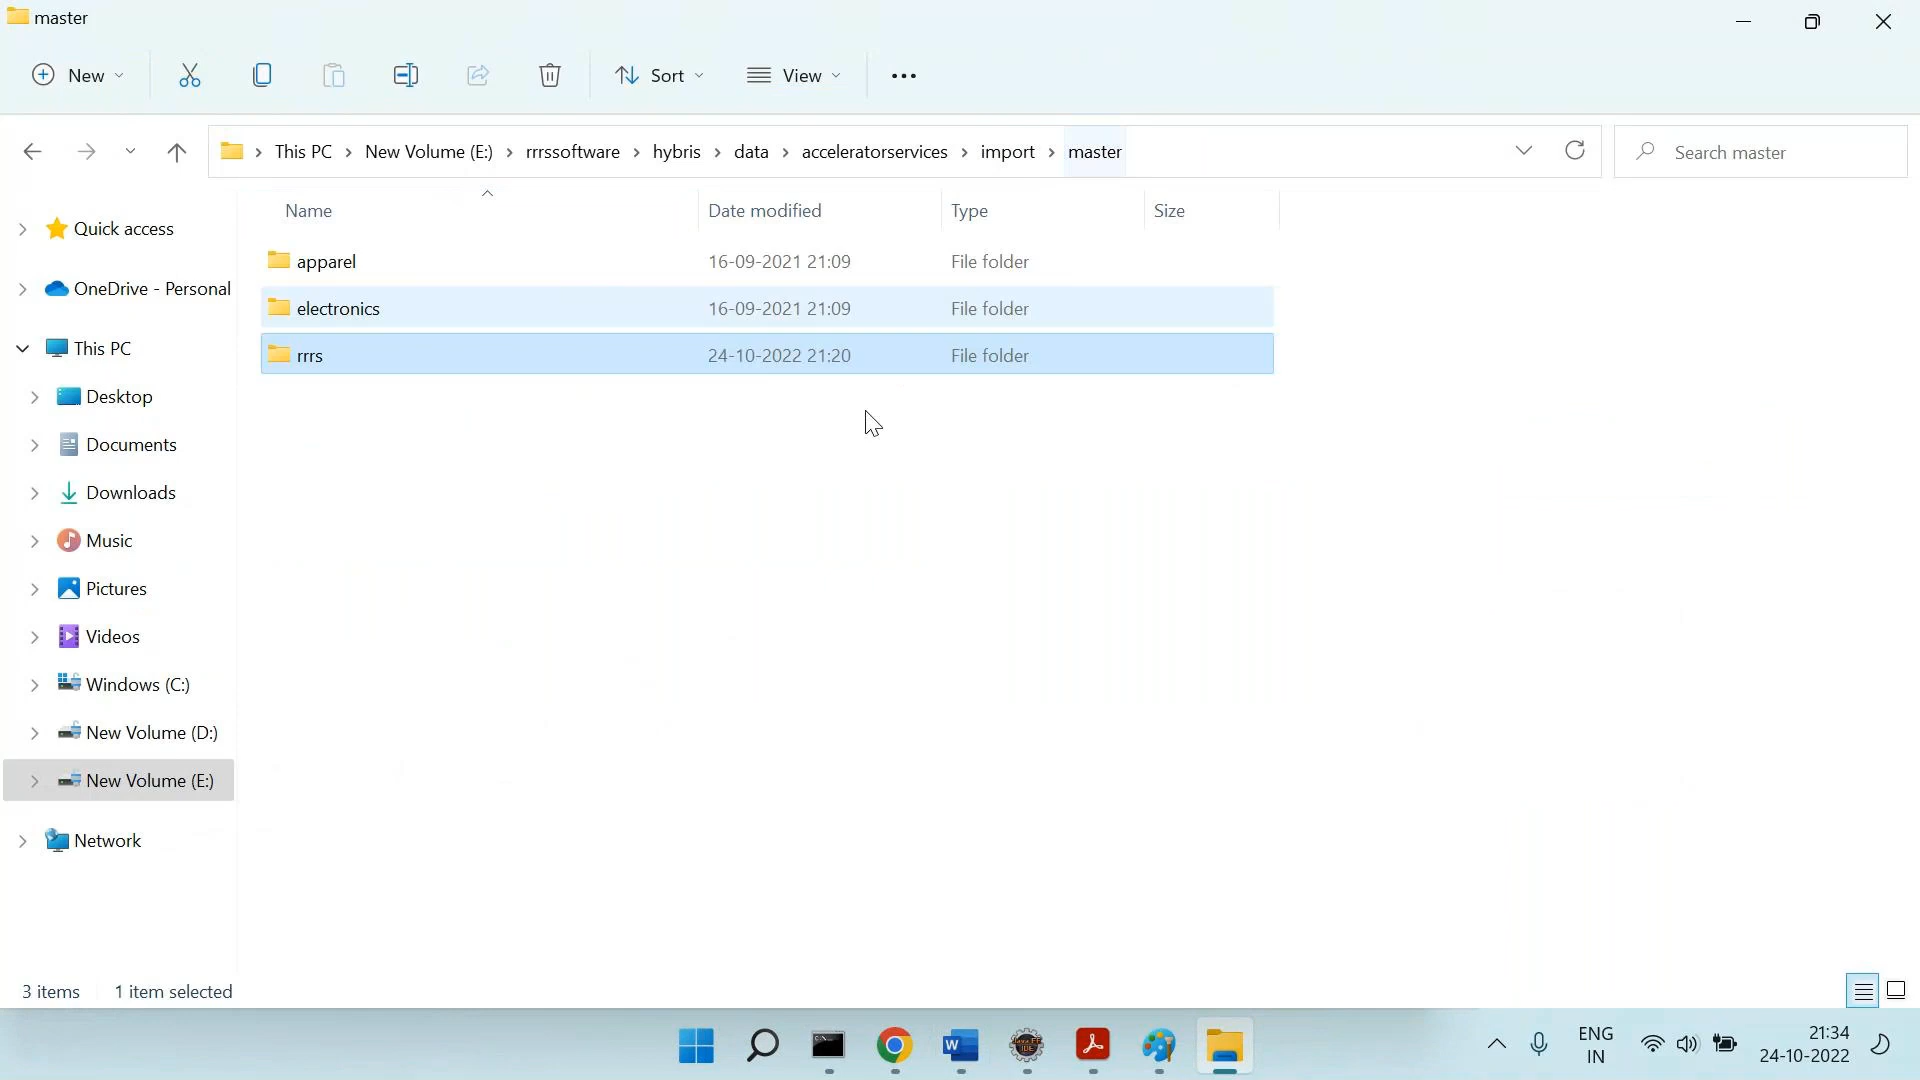 master
New
Sort
View
This PC
New Volume (E:)
rrrssoftware
hybris
data
acceleratorservices
import
master
Search master
Name
Date modified
Type
Size
Quick access
OneDrive - Personal
This PC
Desktop
Documents
Downloads
Music
Pictures
Videos
Windows (C:)
New Volume (D:)
New Volume (E:)
Network
apparel 16-09-2021 21:09 File folder
electronics 16-09-2021 21:09 File folder
rrrs 24-10-2022 21:20 File folder
3 items 1 item selected
ENG
IN
21:34
24-10-2022